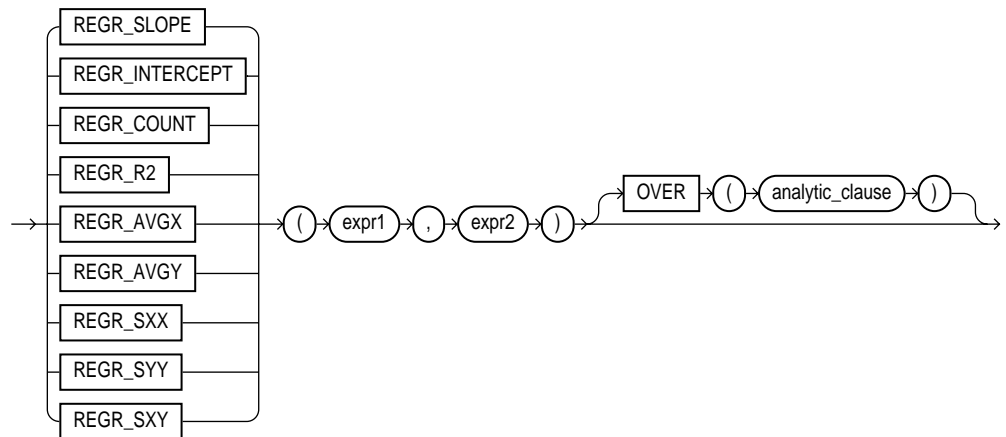 REGR_SLOPE
REGR_INTERCEPT
REGR_COUNT
REGR_R2
OVER ( analytic_clause )
REGR_AVGX ( expr1 , expr2 )
REGR_AVGY
REGR_SXX
REGR_SYY
REGR_SXY